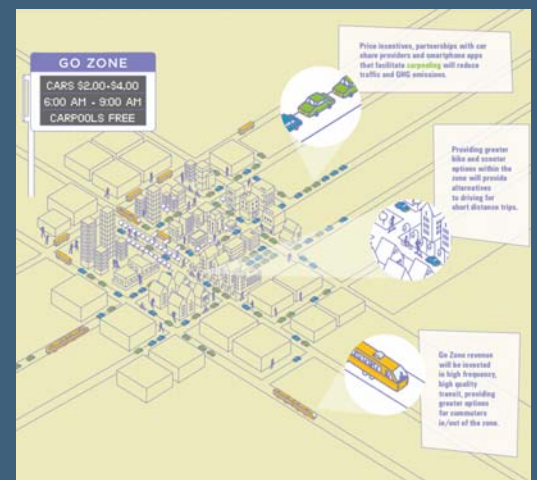 GO ZONE
CARS $2.00-$4.00
6:00 AM - 9:00 AM
CARPOOLS FREE
Price incentives, partnerships with car
share providers and smartphone apps
that facilitate carpooling will reduce
traffic and GHG emissions.
Providing greater
bike and scooter
options within the
zone will provide
alternatives
to driving for
short distance trips.
Go Zone revenue
will be invested
in high frequency,
high quality
transit, providing
greater options
for commuters
in/out of the zone.